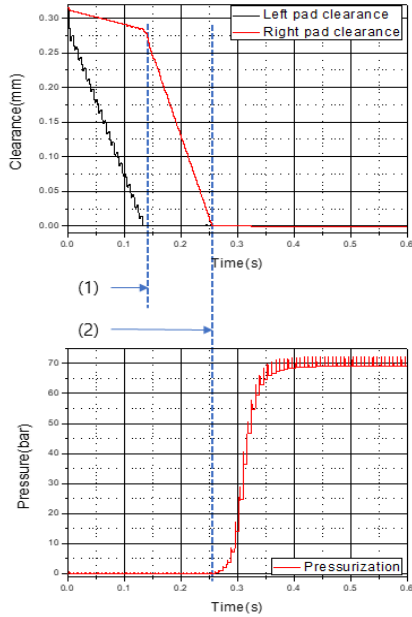 Left pad clearance
Right pad clearance
Clearance(mm)
0.30
0.25
0.20
0.15
0.10
0.05
0.00
0.0 0.1 0.2 0.3 0.4 0.5 0.6
Time(s)
(1)
(2)
Pressure(bar)
70
60
50
40
30
20
10
0
Pressurization
0.0 0.1 0.2 0.3 0.4 0.5 0.6
Time(s)